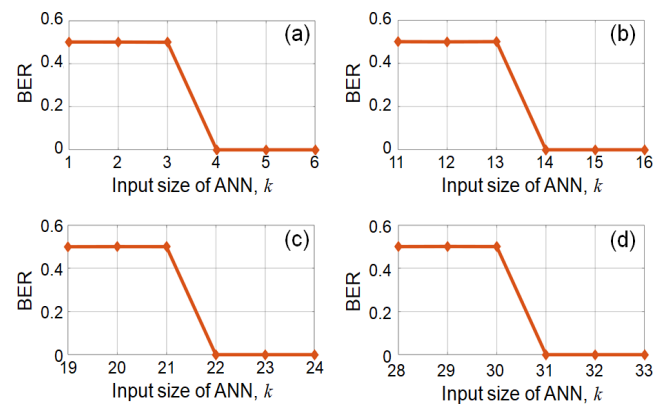 0.6
0.4
0.2
0
BER
(a)
1 2 3 4 5 6
Input size of ANN, k
0.6
0.4
0.2
0
BER
(b)
11 12 13 14 15 16
Input size of ANN, k
0.6
0.4
0.2
0
BER
(c)
19 20 21 22 23 24
Input size of ANN, k
0.6
0.4
0.2
0
BER
(d)
28 29 30 31 32 33
Input size of ANN, k